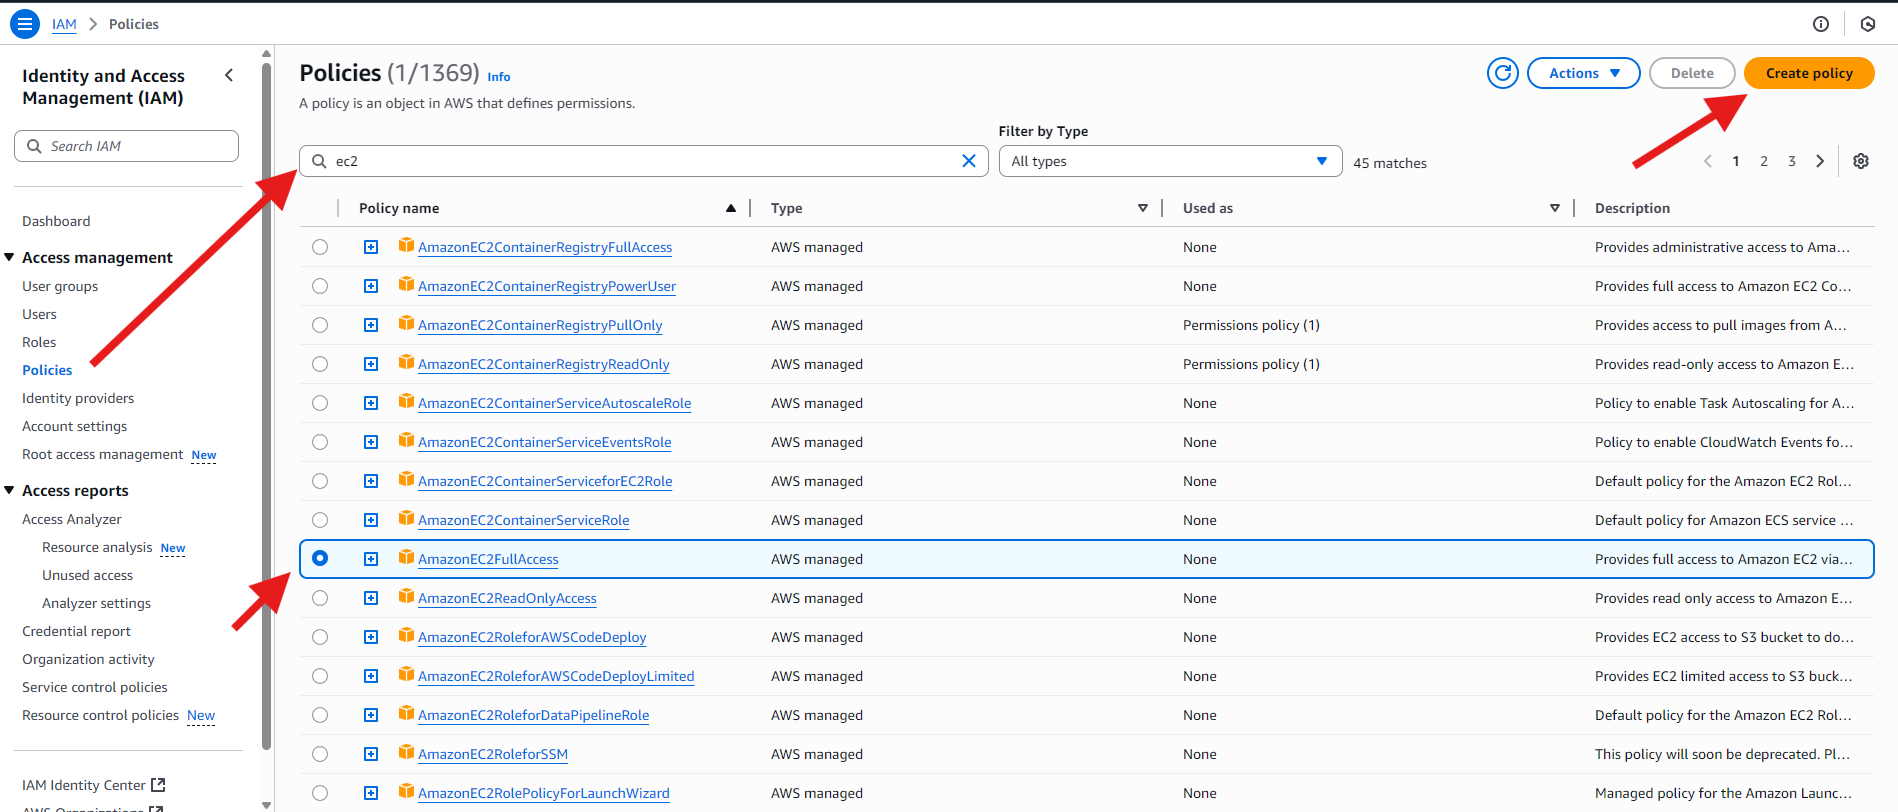 IAM > Policies
Identity and Access
Management (IAM)
Search IAM
Dashboard
Access management
User groups
Users
Roles
Policies
Identity providers
Account settings
Root access management New
Access reports
Access Analyzer
Resource analysis New
Unused access
Analyzer settings
Credential report
Organization activity
Service control policies
Resource control policies New
IAM Identity Center
AWS Organizations
Policies (1/1369) Info
A policy is an object in AWS that defines permissions.
Actions
Delete
Create policy
Filter by Type
ec2
All types
45 matches
1 2 3
Policy name Type Used as Description
AmazonEC2ContainerRegistryFullAccess AWS managed None Provides administrative access to Ama...
AmazonEC2ContainerRegistryPowerUser AWS managed None Provides full access to Amazon EC2 Co...
AmazonEC2ContainerRegistryPullOnly AWS managed Permissions policy (1) Provides access to pull images from A...
AmazonEC2ContainerRegistryReadOnly AWS managed Permissions policy (1) Provides read-only access to Amazon E...
AmazonEC2ContainerServiceAutoscaleRole AWS managed None Policy to enable Task Autoscaling for A...
AmazonEC2ContainerServiceEventsRole AWS managed None Policy to enable CloudWatch Events fo...
AmazonEC2ContainerServiceforEC2Role AWS managed None Default policy for the Amazon EC2 Rol...
AmazonEC2ContainerServiceRole AWS managed None Default policy for Amazon ECS service ...
AmazonEC2FullAccess AWS managed None Provides full access to Amazon EC2 via...
AmazonEC2ReadOnlyAccess AWS managed None Provides read only access to Amazon E...
AmazonEC2RoleforAWSCodeDeploy AWS managed None Provides EC2 access to S3 bucket to do...
AmazonEC2RoleforAWSCodeDeployLimited AWS managed None Provides EC2 limited access to S3 buck...
AmazonEC2RoleforDataPipelineRole AWS managed None Default policy for the Amazon EC2 Rol...
AmazonEC2RoleforSSM AWS managed None This policy will soon be deprecated. Pl...
AmazonEC2RolePolicyForLaunchWizard AWS managed None Managed policy for the Amazon Launc...